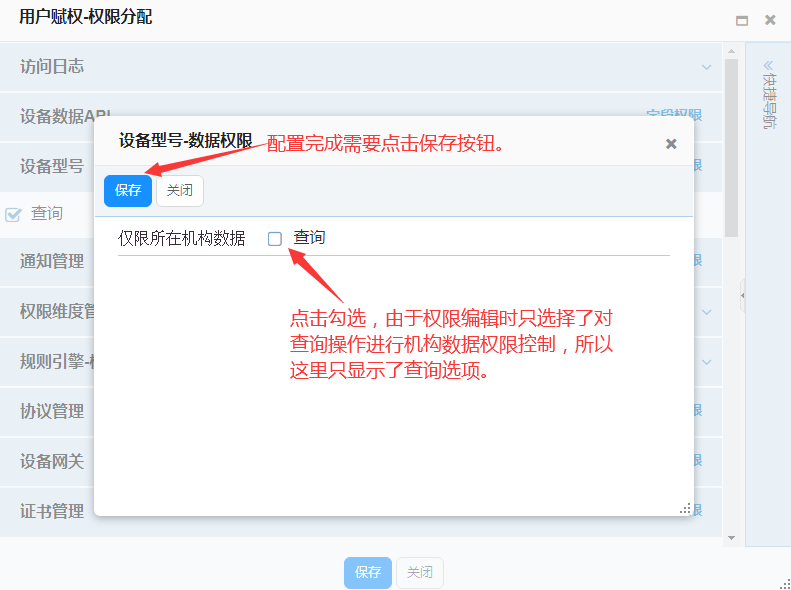 用户赋权-权限分配
访问日志
设备数据API
字段权限
快捷导航
设备型号-数据权限
配置完成需要点击保存按钮。
设备型号
限
保存
关闭
查询
仅限所在机构数据
查询
通知管理
限
权限维度管
点击勾选，由于权限编辑时只选择了对
查询操作进行机构数据权限控制，所以
这里只显示了查询选项。
规则引擎-
协议管理
限
设备网关
限
证书管理
限
保存
关闭